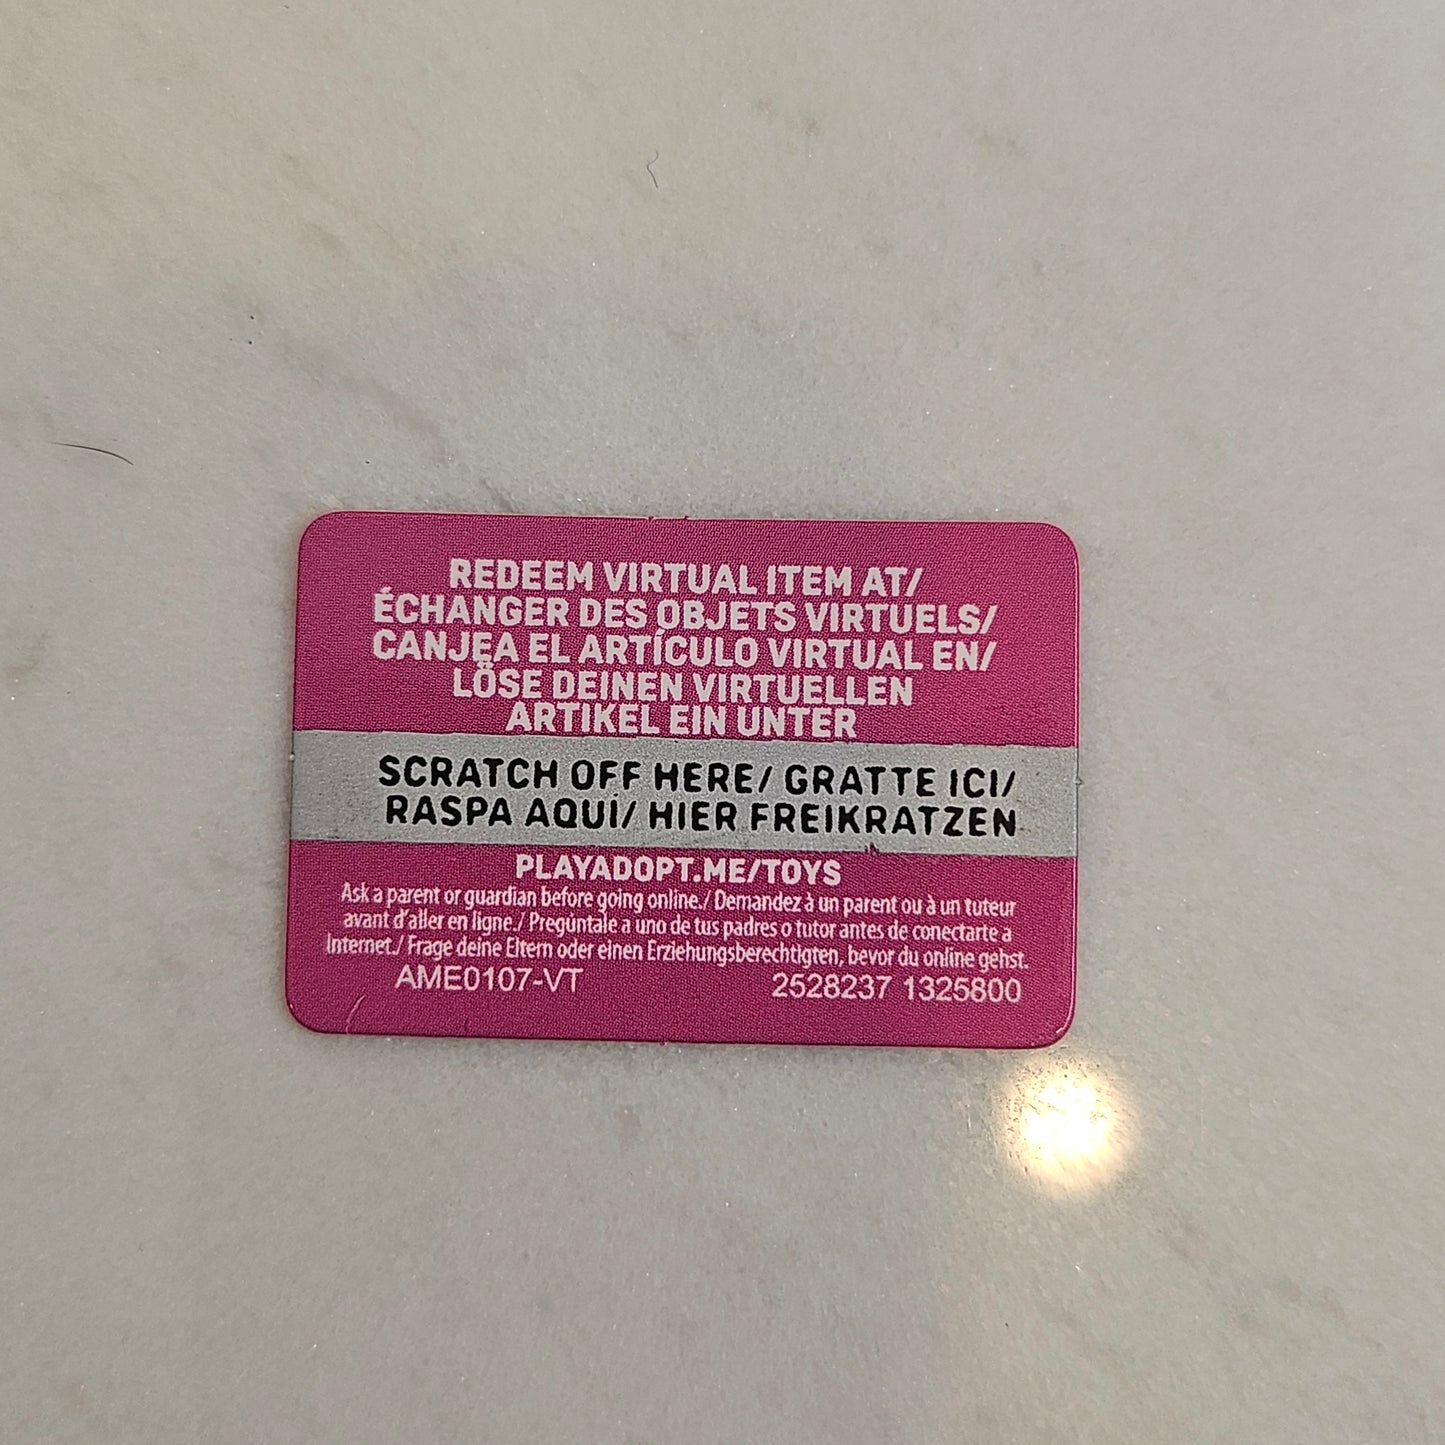 REDEEM VIRTUAL ITEM AT/
ÉCHANGER DES OBJETS VIRTUELS/
CANJEA EL ARTÍCULO VIRTUAL EN/
LÖSE DEINEN VIRTUELLEN
ARTIKEL EIN UNTER
SCRATCH OFF HERE/ GRATTE ICI/
RASPA AQUÍ/ HIER FREIKRATZEN
PLAYADOPT.ME/TOYS
Ask a parent or guardian before going online./ Demandez à un parent ou à un tuteur
avant d'aller en ligne./ Pregúntale a uno de tus padres o tutor antes de conectarte a
Internet./ Frage deine Eltern oder einen Erziehungsberechtigten, bevor du online gehst.
AME0107-VT 2528237 1325800